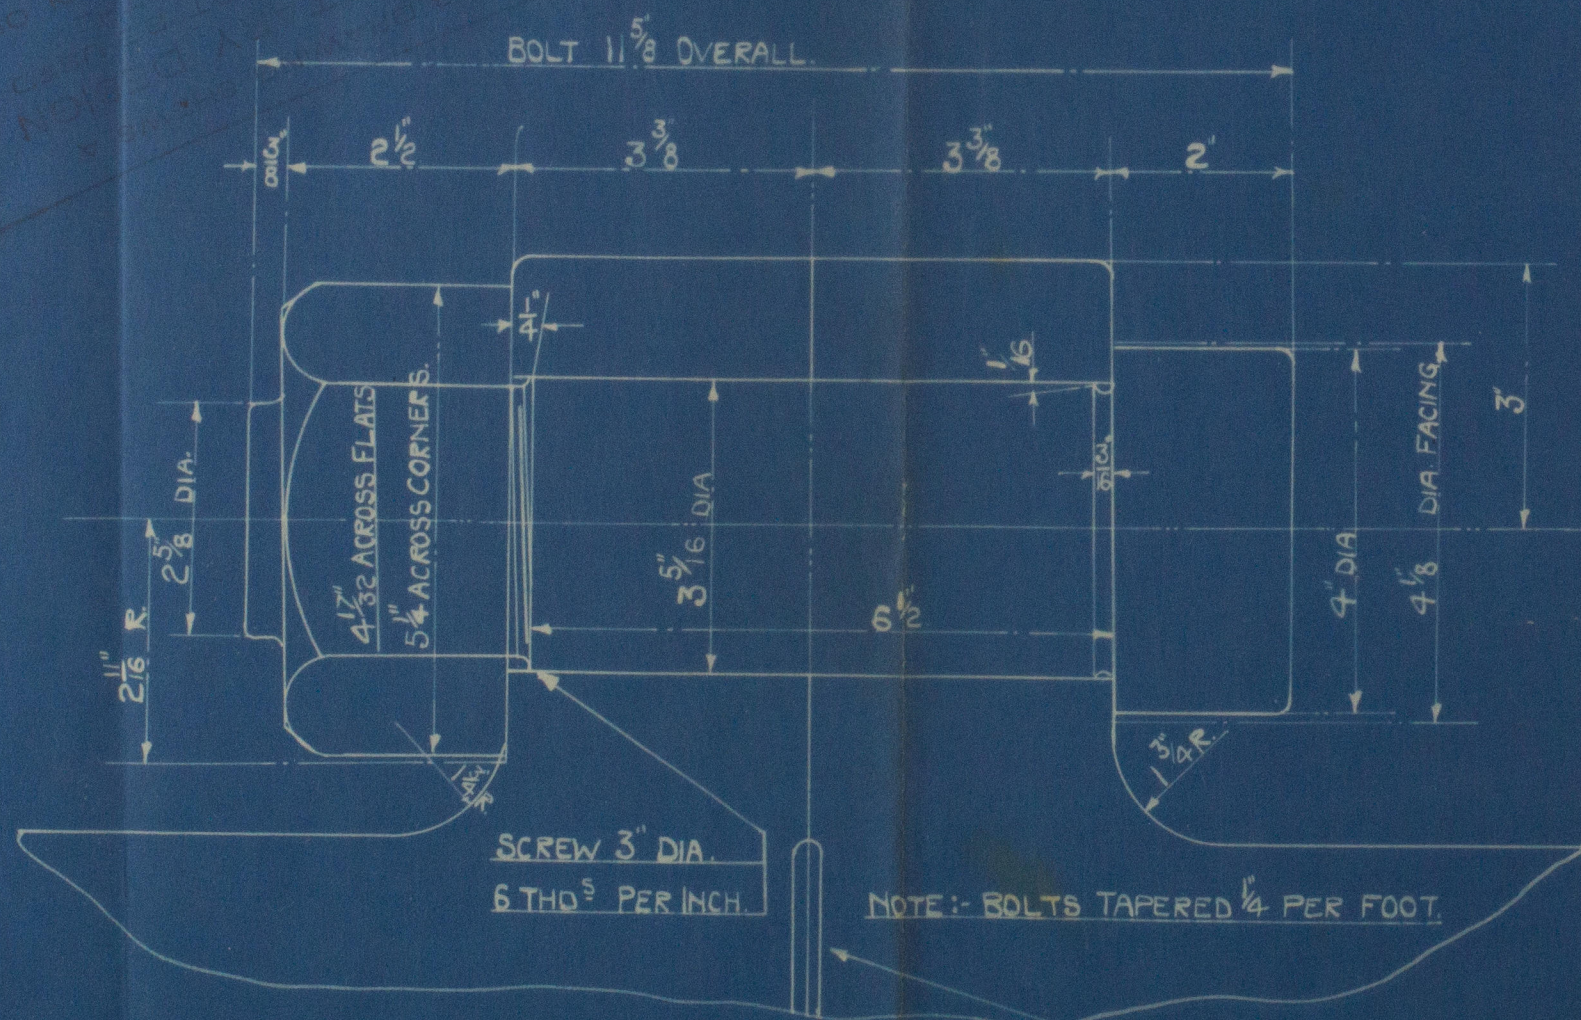 BOLT 11 5/8" OVERALL.
3/8"
2 1/2"
3 3/8"
3 3/8"
2"
1/4"
1/16"
3"
4 17/32" ACROSS FLATS
5 1/4" ACROSS CORNERS.
2 5/8" DIA.
2 11/16" R.
3 5/16" DIA
3/16"
6 1/2"
4" DIA
4 1/8" DIA. FACING
1 3/4" R.
SCREW 3" DIA.
6 THDS PER INCH.
NOTE:- BOLTS TAPERED 1/4" PER FOOT.